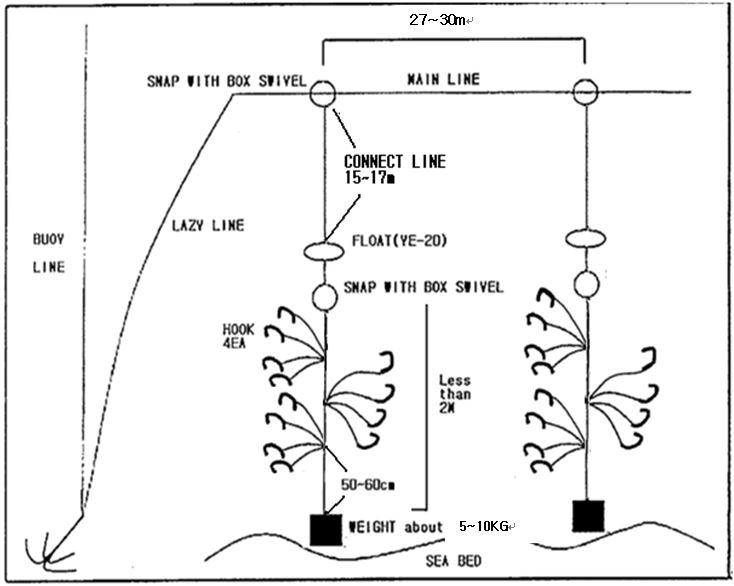 27~30m
SNAP WITH BOX SWIVEL
MAIN LINE
CONNECT LINE
15~17m
LAZY LINE
BUOY
LINE
FLOAT(YE-20)
SNAP WITH BOX SWIVEL
HOOK
4EA
Less
than
2M
50~60cm
WEIGHT about 5~10KG
SEA BED